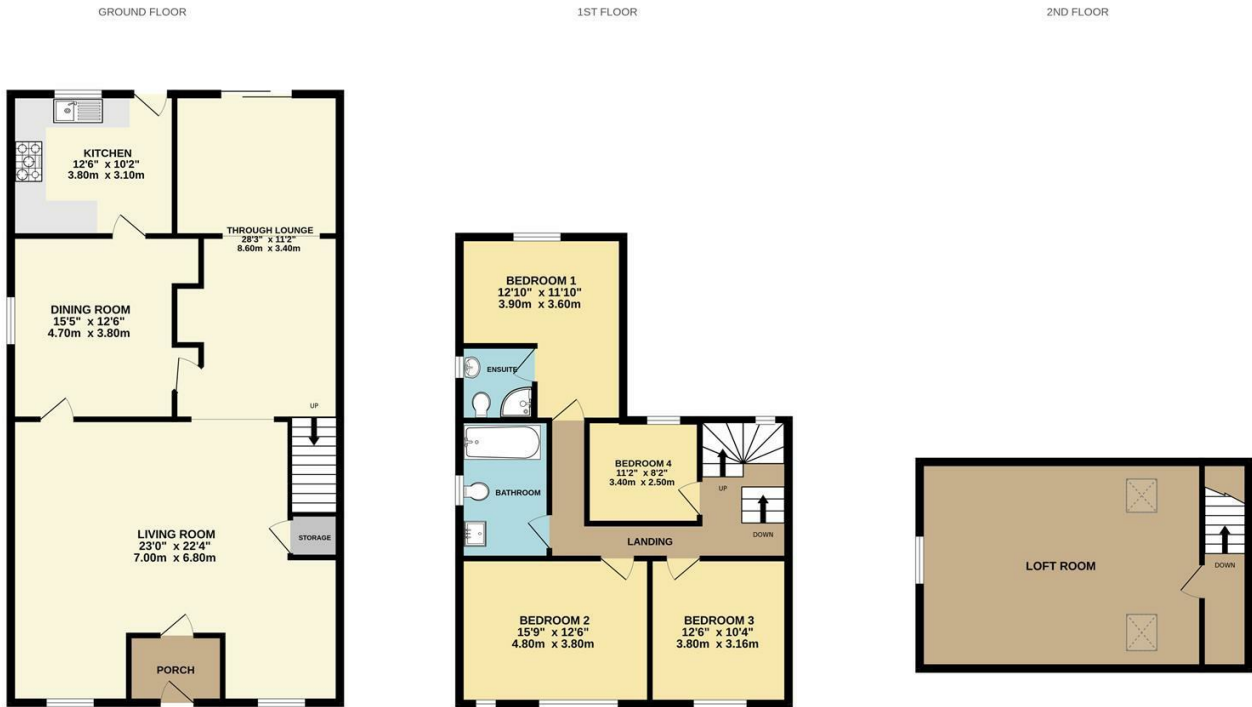 GROUND FLOOR
1ST FLOOR
2ND FLOOR
KITCHEN
12'6" x 10'2"
3.80m x 3.10m
THROUGH LOUNGE
28'3" x 11'2"
8.60m x 3.40m
DINING ROOM
15'5" x 12'6"
4.70m x 3.80m
UP
LIVING ROOM
23'0" x 22'4"
7.00m x 6.80m
STORAGE
PORCH
BEDROOM 1
12'10" x 11'10"
3.90m x 3.60m
ENSUITE
BATHROOM
BEDROOM 4
11'2" x 8'2"
3.40m x 2.50m
UP
DOWN
LANDING
BEDROOM 2
15'9" x 12'6"
4.80m x 3.80m
BEDROOM 3
12'6" x 10'4"
3.80m x 3.16m
LOFT ROOM
DOWN